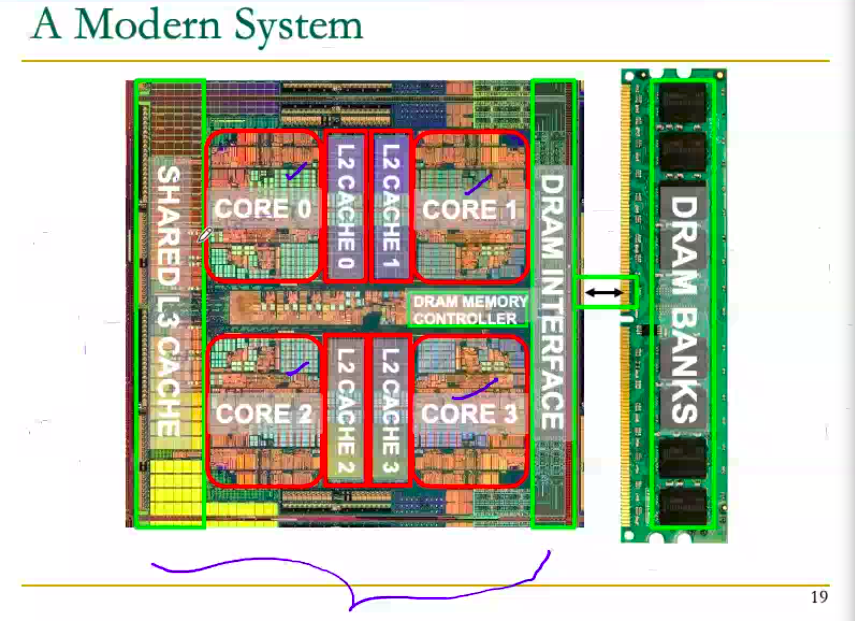 A Modern System
SHARED L3 CACHE
CORE 0
L2 CACHE 0
L2 CACHE 1
CORE 1
DRAM INTERFACE
DRAM BANKS
DRAM MEMORY
CONTROLLER
CORE 2
L2 CACHE 2
L2 CACHE 3
CORE 3
19